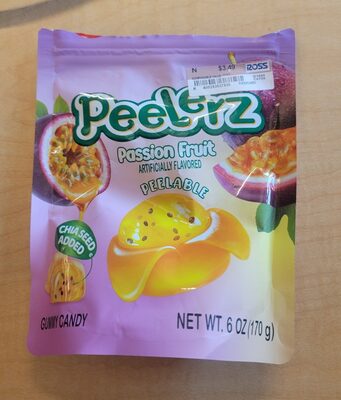 N $3.49 ROSS
Peelerz
Passion Fruit
ARTIFICIALLY FLAVORED
PEELABLE
CHIA SEED
ADDED
GUMMY CANDY
NET WT. 6 OZ (170 g)